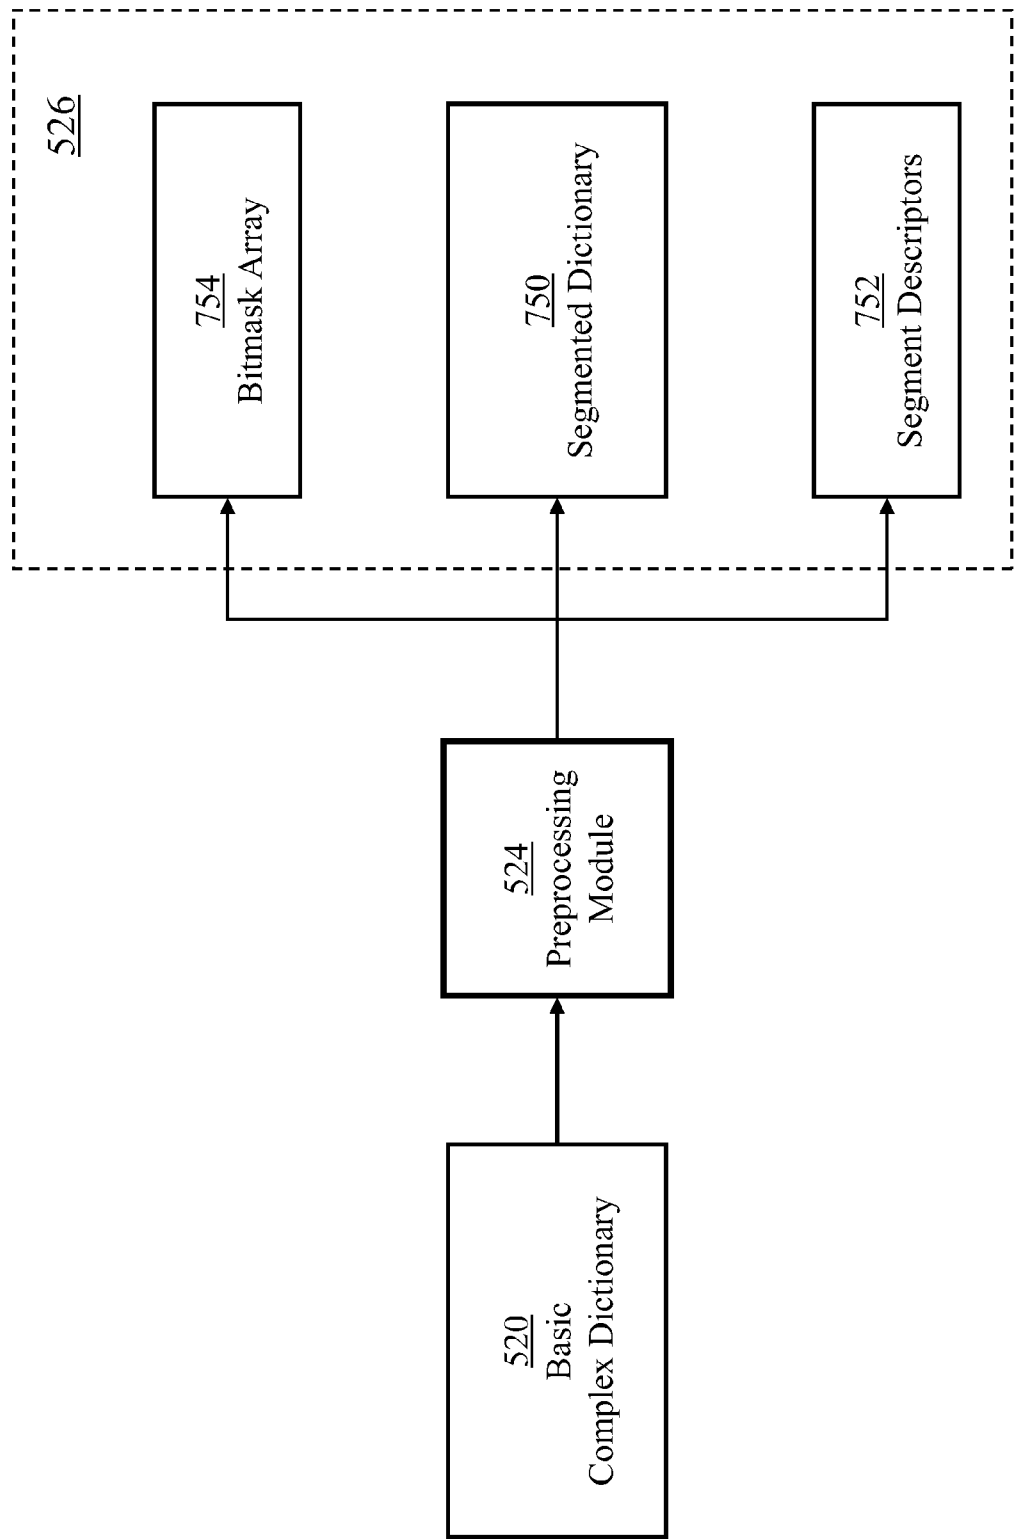 526
754
Bitmask Array
750
Segmented Dictionary
752
Segment Descriptors
524
Preprocessing
Module
520
Basic
Complex Dictionary